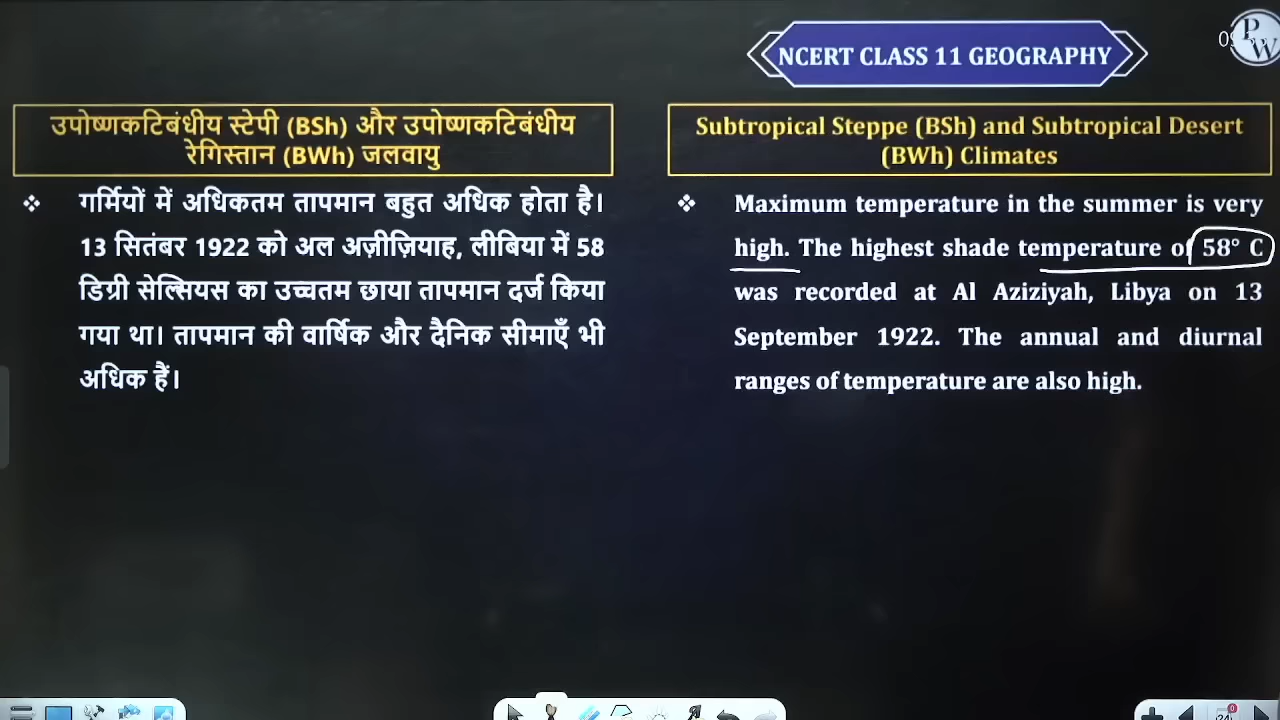 NCERT CLASS 11 GEOGRAPHY
PW
उपोष्णकटिबंधीय स्टेपी (BSh) और उपोष्णकटिबंधीय
रेगिस्तान (BWh) जलवायु
❖ गर्मियों में अधिकतम तापमान बहुत अधिक होता है।
13 सितंबर 1922 को अल अज़ीज़ियाह, लीबिया में 58
डिग्री सेल्सियस का उच्चतम छाया तापमान दर्ज किया
गया था। तापमान की वार्षिक और दैनिक सीमाएँ भी
अधिक हैं।
Subtropical Steppe (BSh) and Subtropical Desert
(BWh) Climates
❖ Maximum temperature in the summer is very
high. The highest shade temperature of 58° C
was recorded at Al Aziziyah, Libya on 13
September 1922. The annual and diurnal
ranges of temperature are also high.